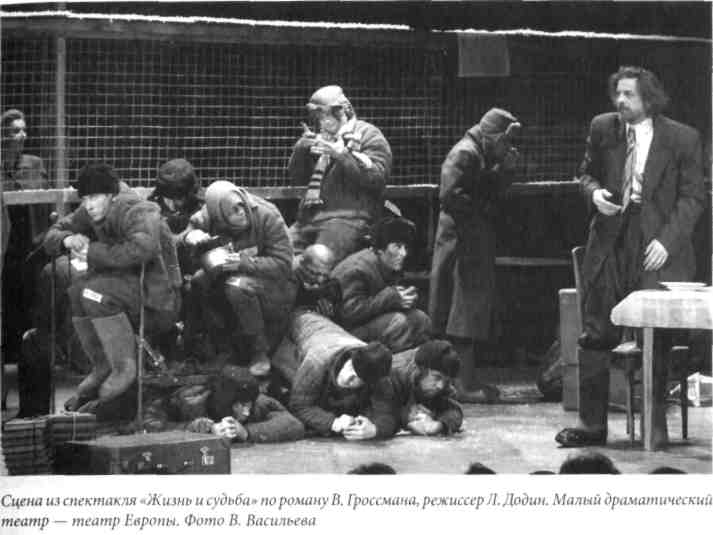 Сцена из спектакля «Жизнь и судьба» по роману В. Гроссмана, режиссер Л. Додин. Малый драматический
театр — театр Европы. Фото В. Васильева